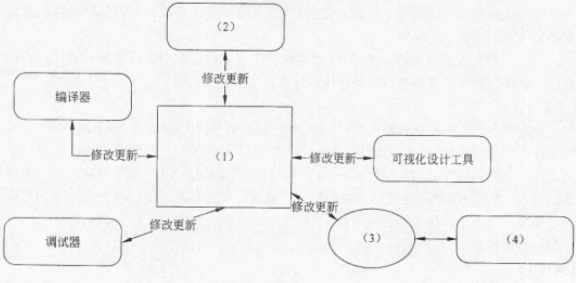 （2）
修改更新
编译器
修改更新
（1）
修改更新
可视化设计工具
修改更新
修改更新
调试器
（3）
（4）